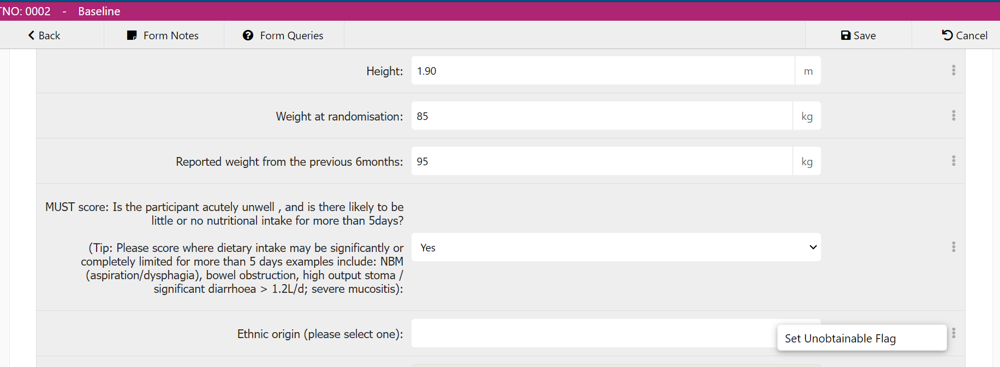 TNO: 0002 - Baseline
Back Form Notes Form Queries Save Cancel
Height: 1.90 m
Weight at randomisation: 85 kg
Reported weight from the previous 6months: 95 kg
MUST score: Is the participant acutely unwell , and is there likely to be
little or no nutritional intake for more than 5days?
(Tip: Please score where dietary intake may be significantly or
completely limited for more than 5 days examples include: NBM
(aspiration/dysphagia), bowel obstruction, high output stoma /
significant diarrhoea > 1.2L/d; severe mucositis):
Yes
Ethnic origin (please select one):
Set Unobtainable Flag